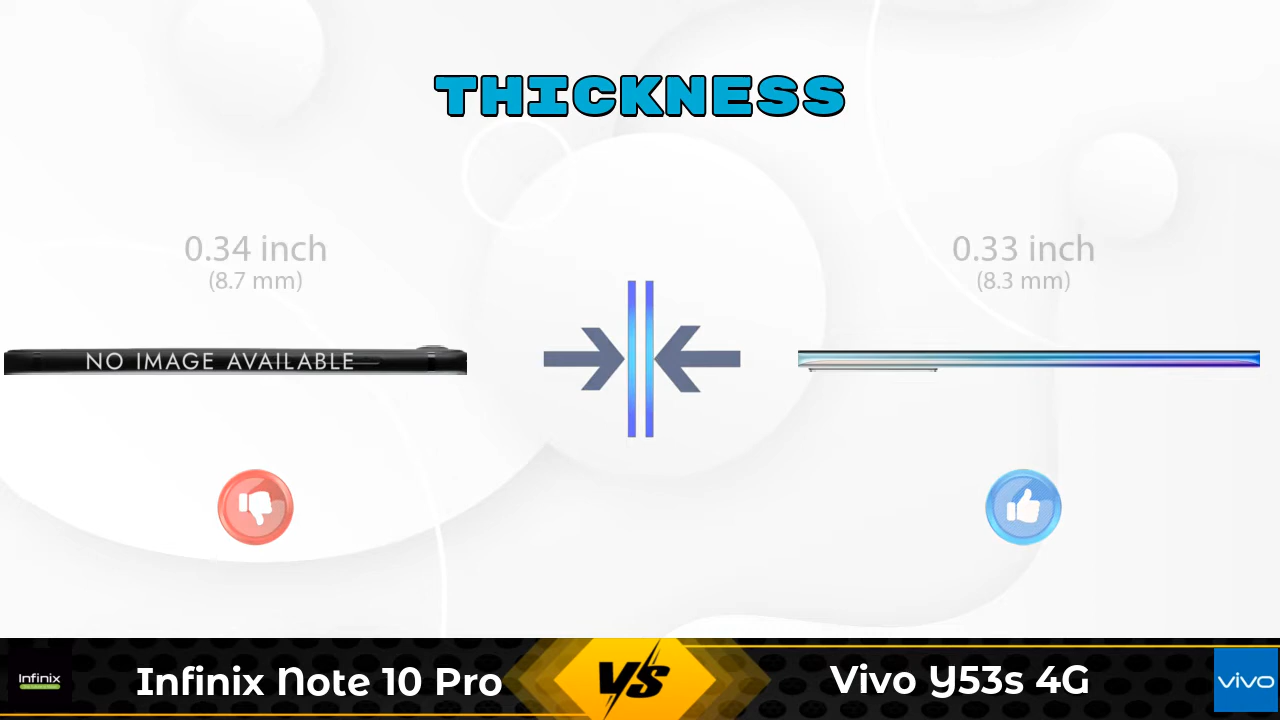 THICKNESS
0.34 inch
(8.7 mm)
0.33 inch
(8.3 mm)
NO IMAGE AVAILABLE
Infinix
Infinix Note 10 Pro
VS
Vivo Y53s 4G
vivo